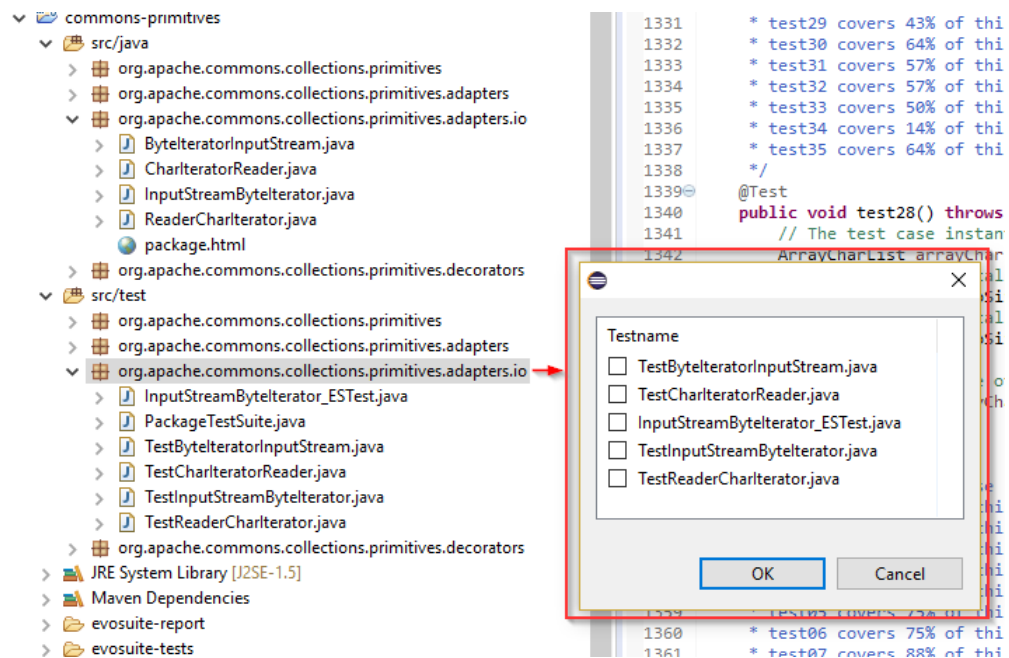 commons-primitives
src/java
org.apache.commons.collections.primitives
org.apache.commons.collections.primitives.adapters
org.apache.commons.collections.primitives.adapters.io
ByteIteratorInputStream.java
CharIteratorReader.java
InputStreamByteIterator.java
ReaderCharIterator.java
package.html
org.apache.commons.collections.primitives.decorators
src/test
org.apache.commons.collections.primitives
org.apache.commons.collections.primitives.adapters
org.apache.commons.collections.primitives.adapters.io
InputStreamByteIterator_ESTest.java
PackageTestSuite.java
TestByteIteratorInputStream.java
TestCharIteratorReader.java
TestInputStreamByteIterator.java
TestReaderCharIterator.java
org.apache.commons.collections.primitives.decorators
JRE System Library [J2SE-1.5]
Maven Dependencies
evosuite-report
evosuite-tests
1331 * test29 covers 43% of thi
1332 * test30 covers 64% of thi
1333 * test31 covers 57% of thi
1334 * test32 covers 57% of thi
1335 * test33 covers 50% of thi
1336 * test34 covers 14% of thi
1337 * test35 covers 64% of thi
1338 */
1339 @Test
1340 public void test28() throws
1341 // The test case instan
1342 ArrayCharList arrayChar
Testname
TestByteIteratorInputStream.java
TestCharIteratorReader.java
InputStreamByteIterator_ESTest.java
TestInputStreamByteIterator.java
TestReaderCharIterator.java
OK Cancel
1359 * test05 covers 75% of thi
1360 * test06 covers 75% of thi
1361 * test07 covers 88% of thi